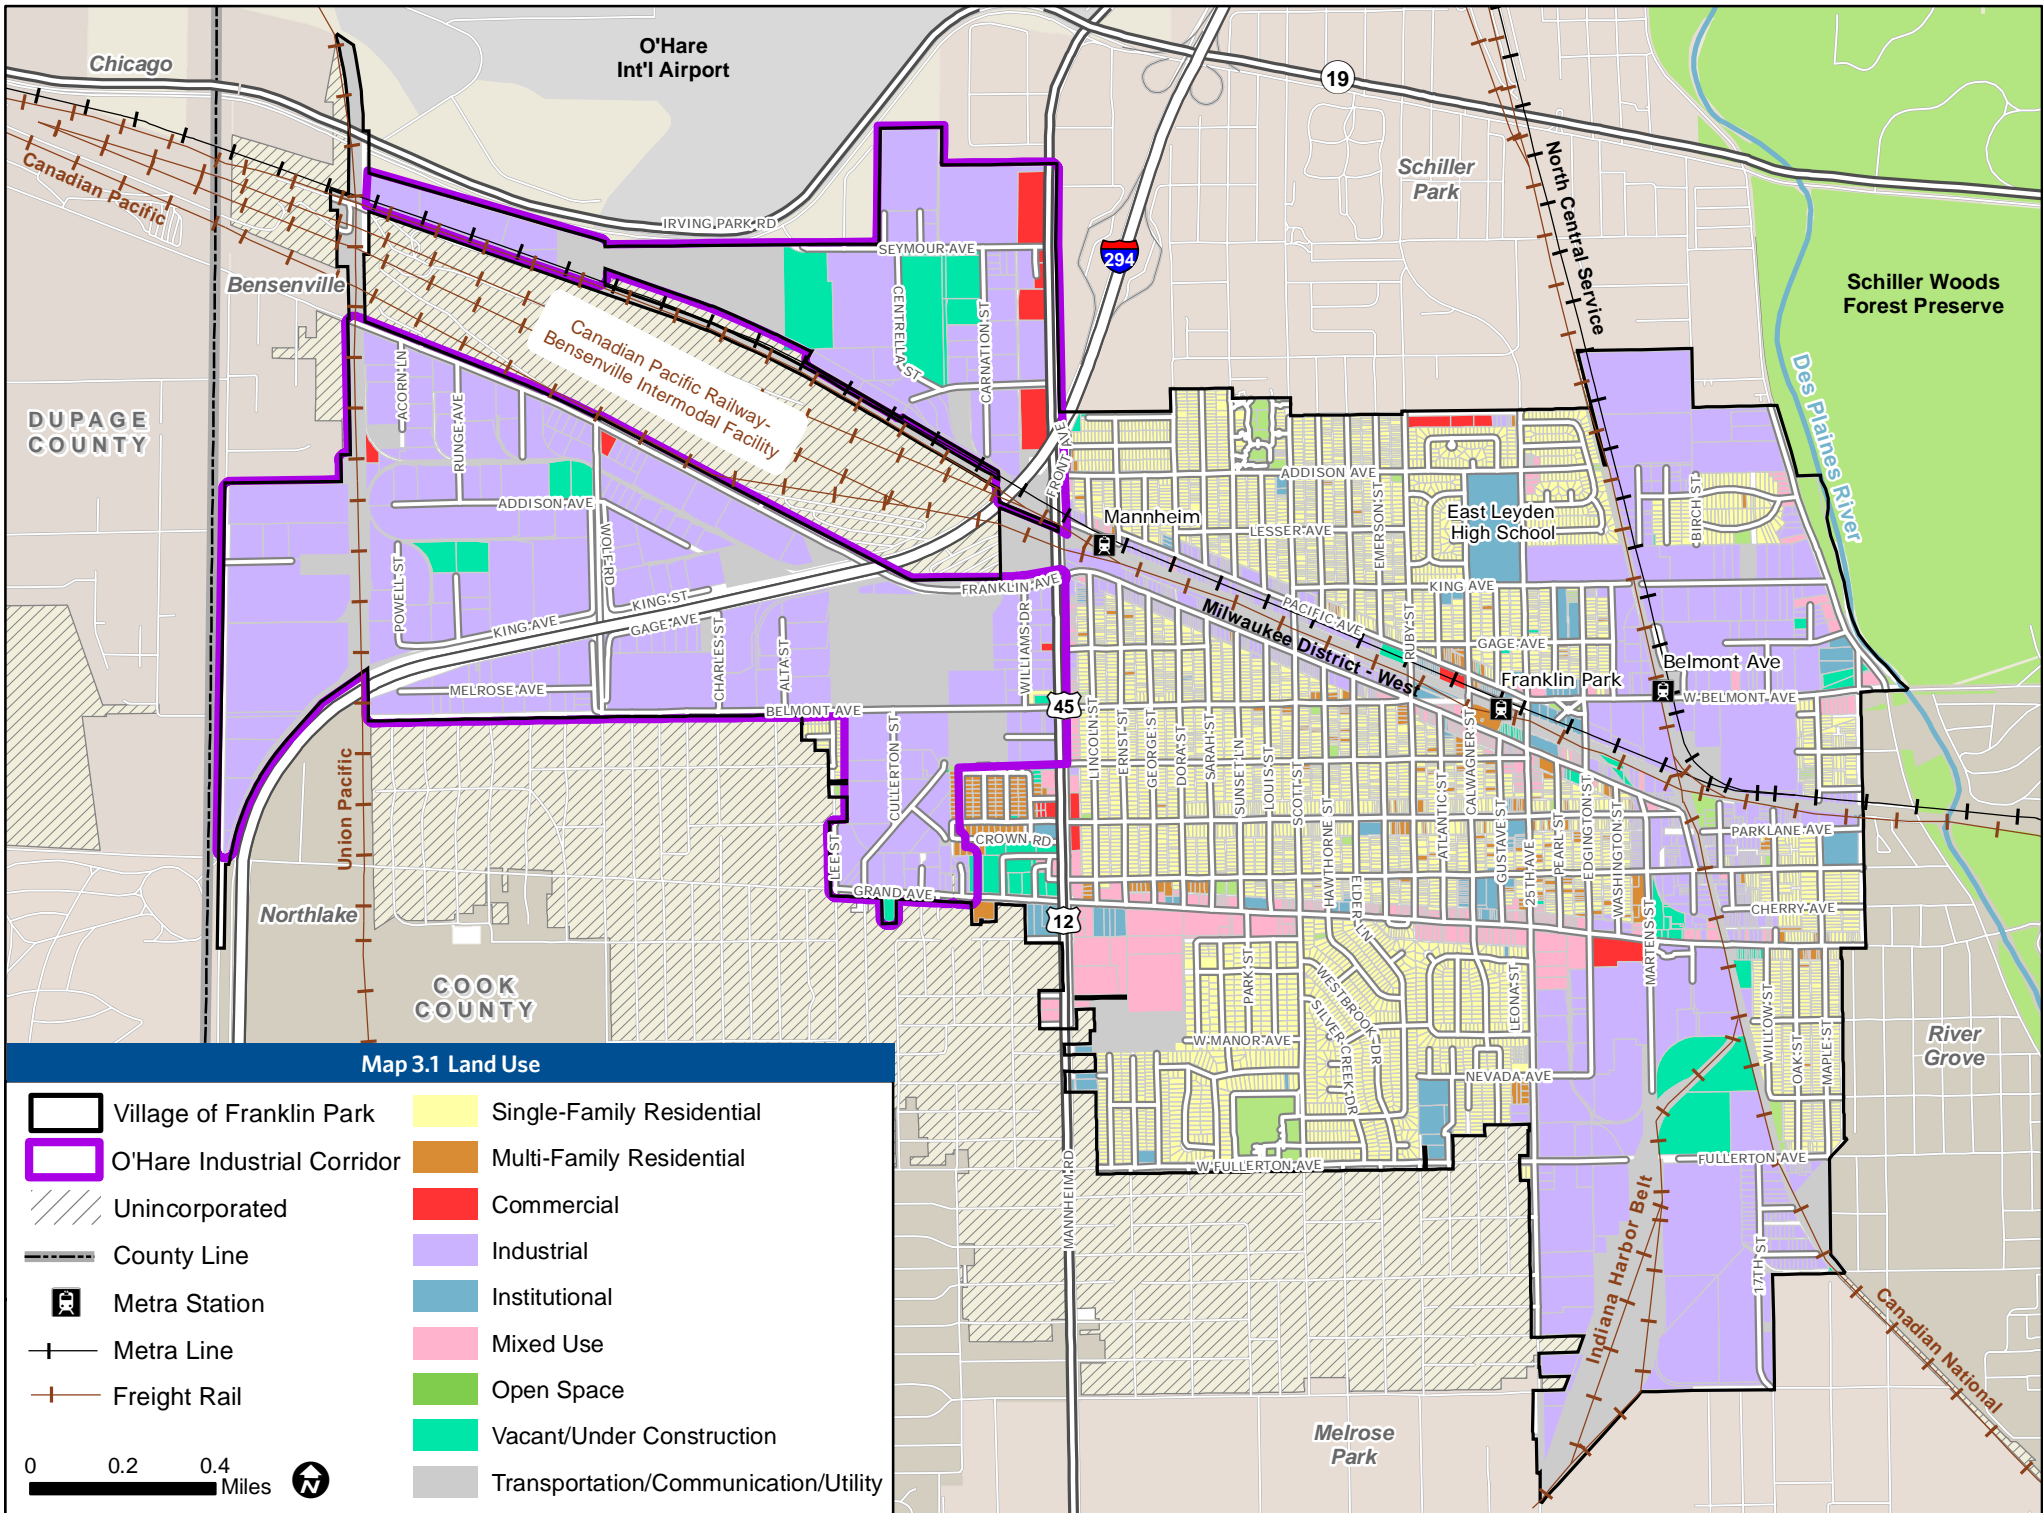 Chicago
O'Hare
Int'l Airport
19
Canadian Pacific
North Central Service
Schiller
Park
IRVING PARK RD
SEYMOUR AVE
294
Bensenville
CENTRELLA ST
CARNATION ST
Schiller Woods
Forest Preserve
Canadian Pacific Railway-
Bensenville Intermodal Facility
Des Plaines River
DUPAGE
COUNTY
ACORN LN
RUNGE AVE
FRONT AVE
ADDISON AVE
ADDISON AVE
EMERSON ST
East Leyden
High School
BIRCH ST
Mannheim
LESSER AVE
WOLF RD
POWELL ST
FRANKLIN AVE
KING AVE
KING ST
KING AVE
GAGE AVE
PACIFIC AVE
Milwaukee District - West
RUBY ST
GAGE AVE
CHARLES ST
ALTA ST
WILLIAMS DR
Franklin Park
Belmont Ave
MELROSE AVE
BELMONT AVE
W BELMONT AVE
45
LINCOLN ST
ERNST ST
GEORGE ST
DORA ST
SARAH ST
SUNSET LN
LOUIS ST
SCOTT ST
HAWTHORNE ST
ELDER LN
ATLANTIC ST
CALWAGNER ST
GUSTAVE ST
25TH AVE
PEARL ST
EDGINGTON ST
WASHINGTON ST
MARTENS ST
Union Pacific
CULLERTON ST
LEE ST
CROWN RD
PARKLANE AVE
GRAND AVE
CHERRY AVE
12
Northlake
COOK
COUNTY
PARK ST
WESTBROOK DR
SILVER CREEK DR
LEONA ST
W MANOR AVE
NEVADA AVE
WILLOW ST
OAK ST
MAPLE ST
River
Grove
MANNHEIM RD
W FULLERTON AVE
FULLERTON AVE
Indiana Harbor Belt
17TH ST
Canadian National
Melrose
Park
Map 3.1 Land Use
Village of Franklin Park
O'Hare Industrial Corridor
Unincorporated
County Line
Metra Station
Metra Line
Freight Rail
0 0.2 0.4
Miles
N
Single-Family Residential
Multi-Family Residential
Commercial
Industrial
Institutional
Mixed Use
Open Space
Vacant/Under Construction
Transportation/Communication/Utility